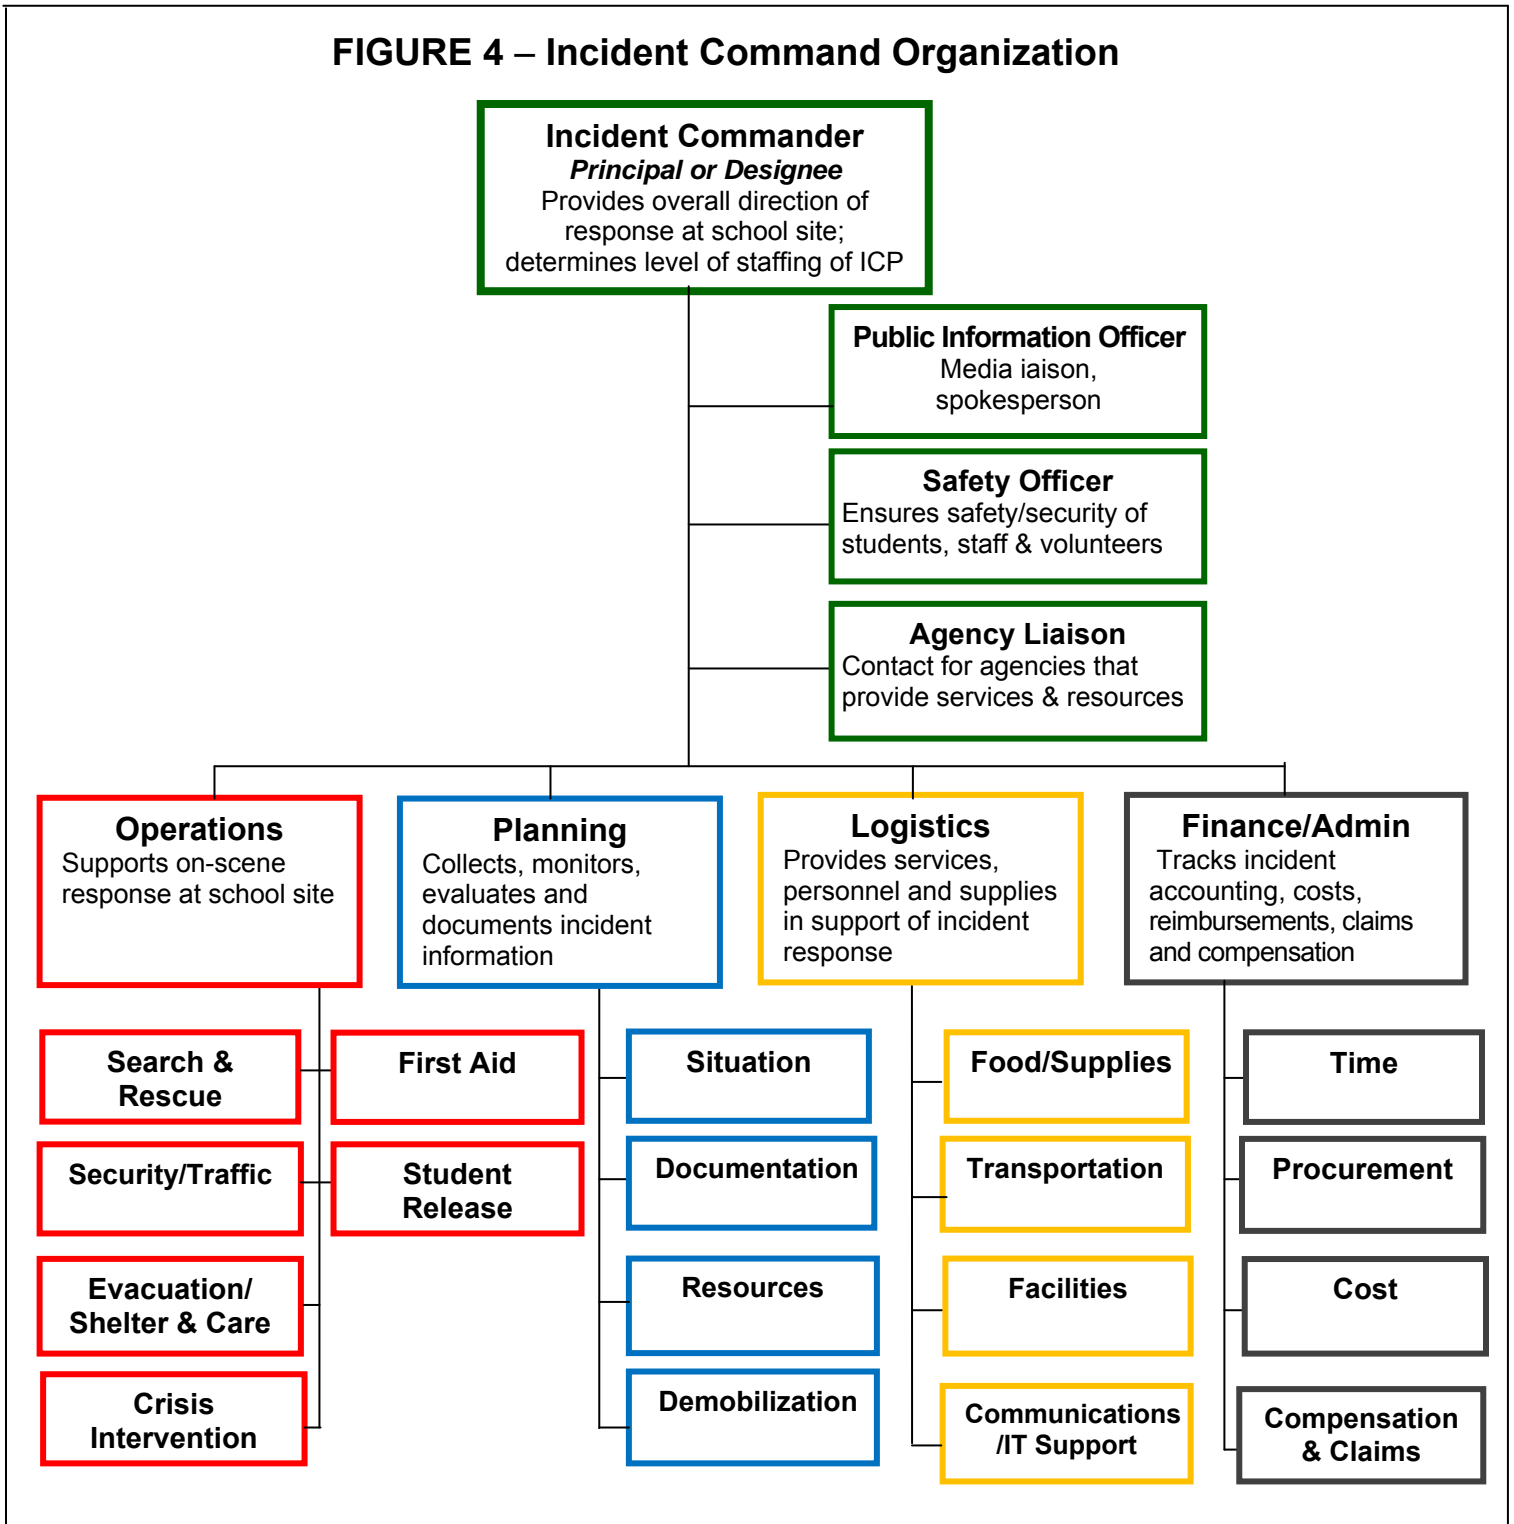 FIGURE 4 – Incident Command Organization
Incident Commander
Principal or Designee
Provides overall direction of
response at school site;
determines level of staffing of ICP
Public Information Officer
Media iaison,
spokesperson
Safety Officer
Ensures safety/security of
students, staff & volunteers
Agency Liaison
Contact for agencies that
provide services & resources
Operations
Supports on-scene
response at school site
Planning
Collects, monitors,
evaluates and
documents incident
information
Logistics
Provides services,
personnel and supplies
in support of incident
response
Finance/Admin
Tracks incident
accounting, costs,
reimbursements, claims
and compensation
Search &
Rescue
First Aid
Security/Traffic
Student
Release
Evacuation/
Shelter & Care
Crisis
Intervention
Situation
Documentation
Resources
Demobilization
Food/Supplies
Transportation
Facilities
Communications
/IT Support
Time
Procurement
Cost
Compensation
& Claims